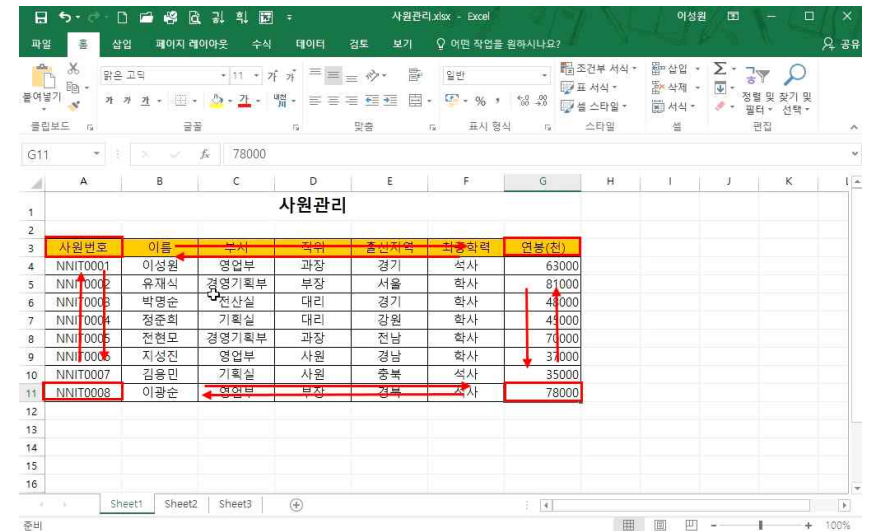 사원관리.xlsx - Excel 이성원
파일 홈 삽입 페이지 레이아웃 수식 데이터 검토 보기 어떤 작업을 원하시나요? 공유
붙여넣기 맑은 고딕 11 가 가 일반 조건부 서식 표 서식 셀 스타일 삽입 삭제 서식 정렬 및 필터 찾기 및 선택
가 가 가 가 내천 % ,
클립보드 글꼴 맞춤 표시 형식 스타일 셀 편집
G11 fx 78000
A B C D E F G H I J K L
1 사원관리
2
3 사원번호 이름 부서 직위 출신지역 최종학력 연봉(천)
4 NNIT0001 이성원 영업부 과장 경기 석사 63000
5 NNIT0002 유재식 경영기획부 부장 서울 학사 81000
6 NNIT0003 박명순 전산실 대리 경기 학사 48000
7 NNIT0004 정준희 기획실 대리 강원 학사 45000
8 NNIT0005 전현모 경영기획부 과장 전남 학사 70000
9 NNIT0006 지성진 영업부 사원 경남 학사 37000
10 NNIT0007 김용민 기획실 사원 충북 석사 35000
11 NNIT0008 이광순 영업부 부장 경북 석사 78000
12
13
14
15
16
Sheet1 Sheet2 Sheet3
준비 100%